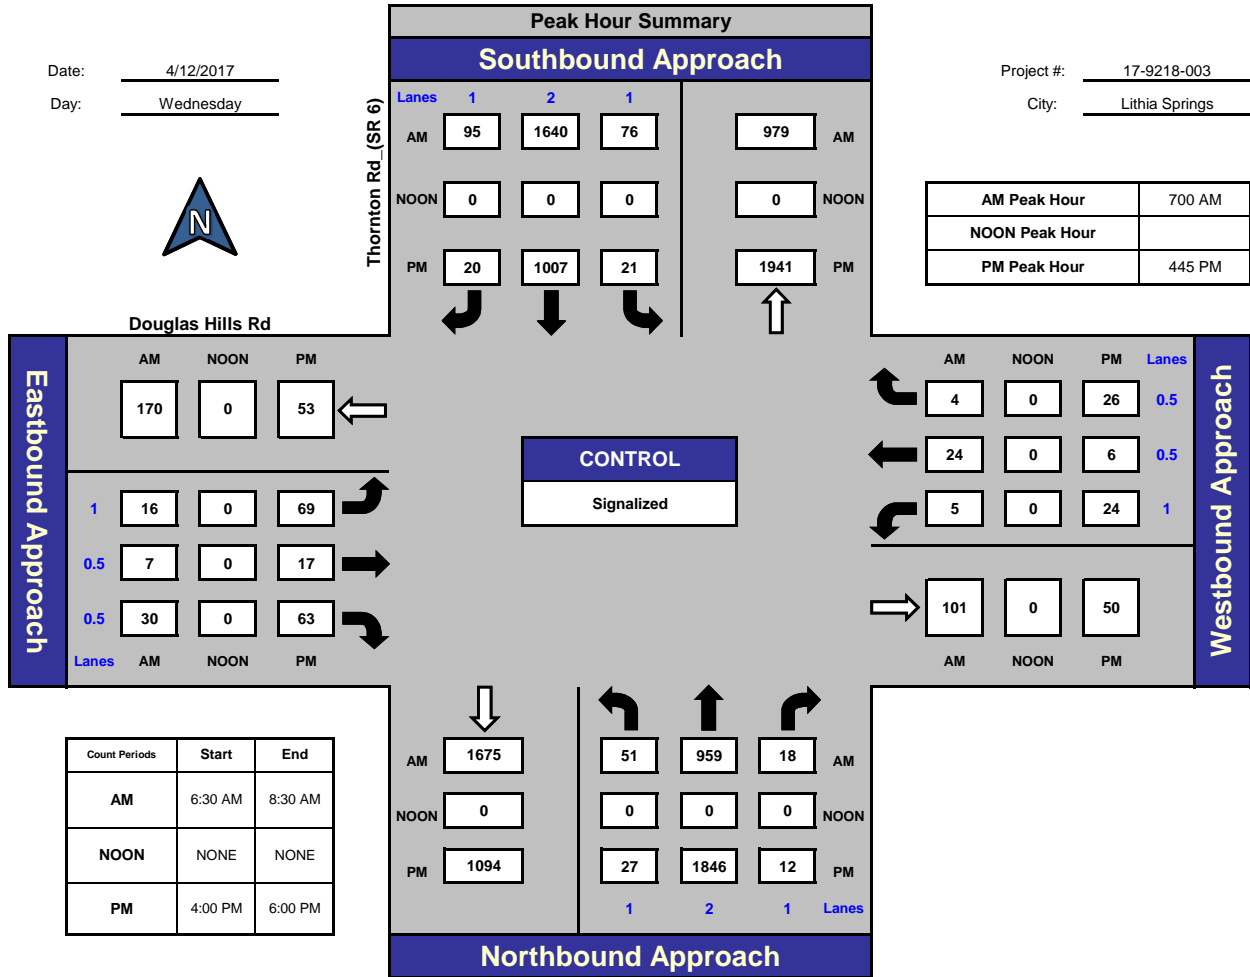 Peak Hour Summary
Southbound Approach
Date: 4/12/2017
Day: Wednesday
Project #: 17-9218-003
City: Lithia Springs
N
Thornton Rd_(SR 6)
Lanes 1 2 1
AM 95 1640 76 979 AM
NOON 0 0 0 0 NOON
PM 20 1007 21 1941 PM
AM Peak Hour 700 AM
NOON Peak Hour
PM Peak Hour 445 PM
Douglas Hills Rd
Eastbound Approach
AM NOON PM
170 0 53
1 16 0 69
0.5 7 0 17
0.5 30 0 63
Lanes AM NOON PM
CONTROL
Signalized
AM NOON PM Lanes
4 0 26 0.5
24 0 6 0.5
5 0 24 1
101 0 50
AM NOON PM
Westbound Approach
Count Periods Start End
AM 6:30 AM 8:30 AM
NOON NONE NONE
PM 4:00 PM 6:00 PM
AM 1675 51 959 18 AM
NOON 0 0 0 0 NOON
PM 1094 27 1846 12 PM
1 2 1 Lanes
Northbound Approach